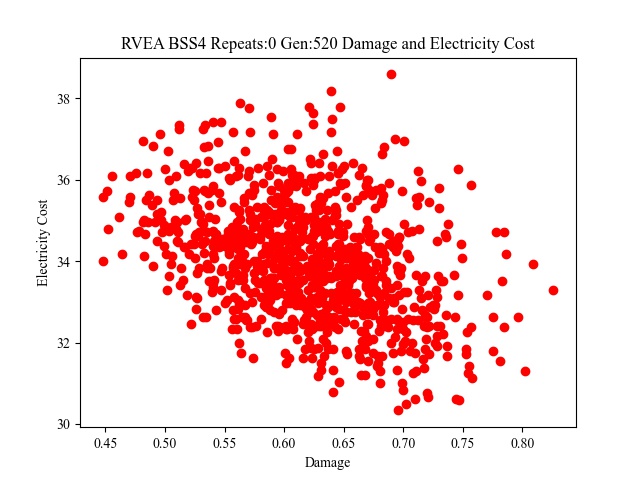 RVEA BSS4 Repeats:0 Gen:520 Damage and Electricity Cost
38
36
34
32
30
Electricity Cost
0.45 0.50 0.55 0.60 0.65 0.70 0.75 0.80
Damage